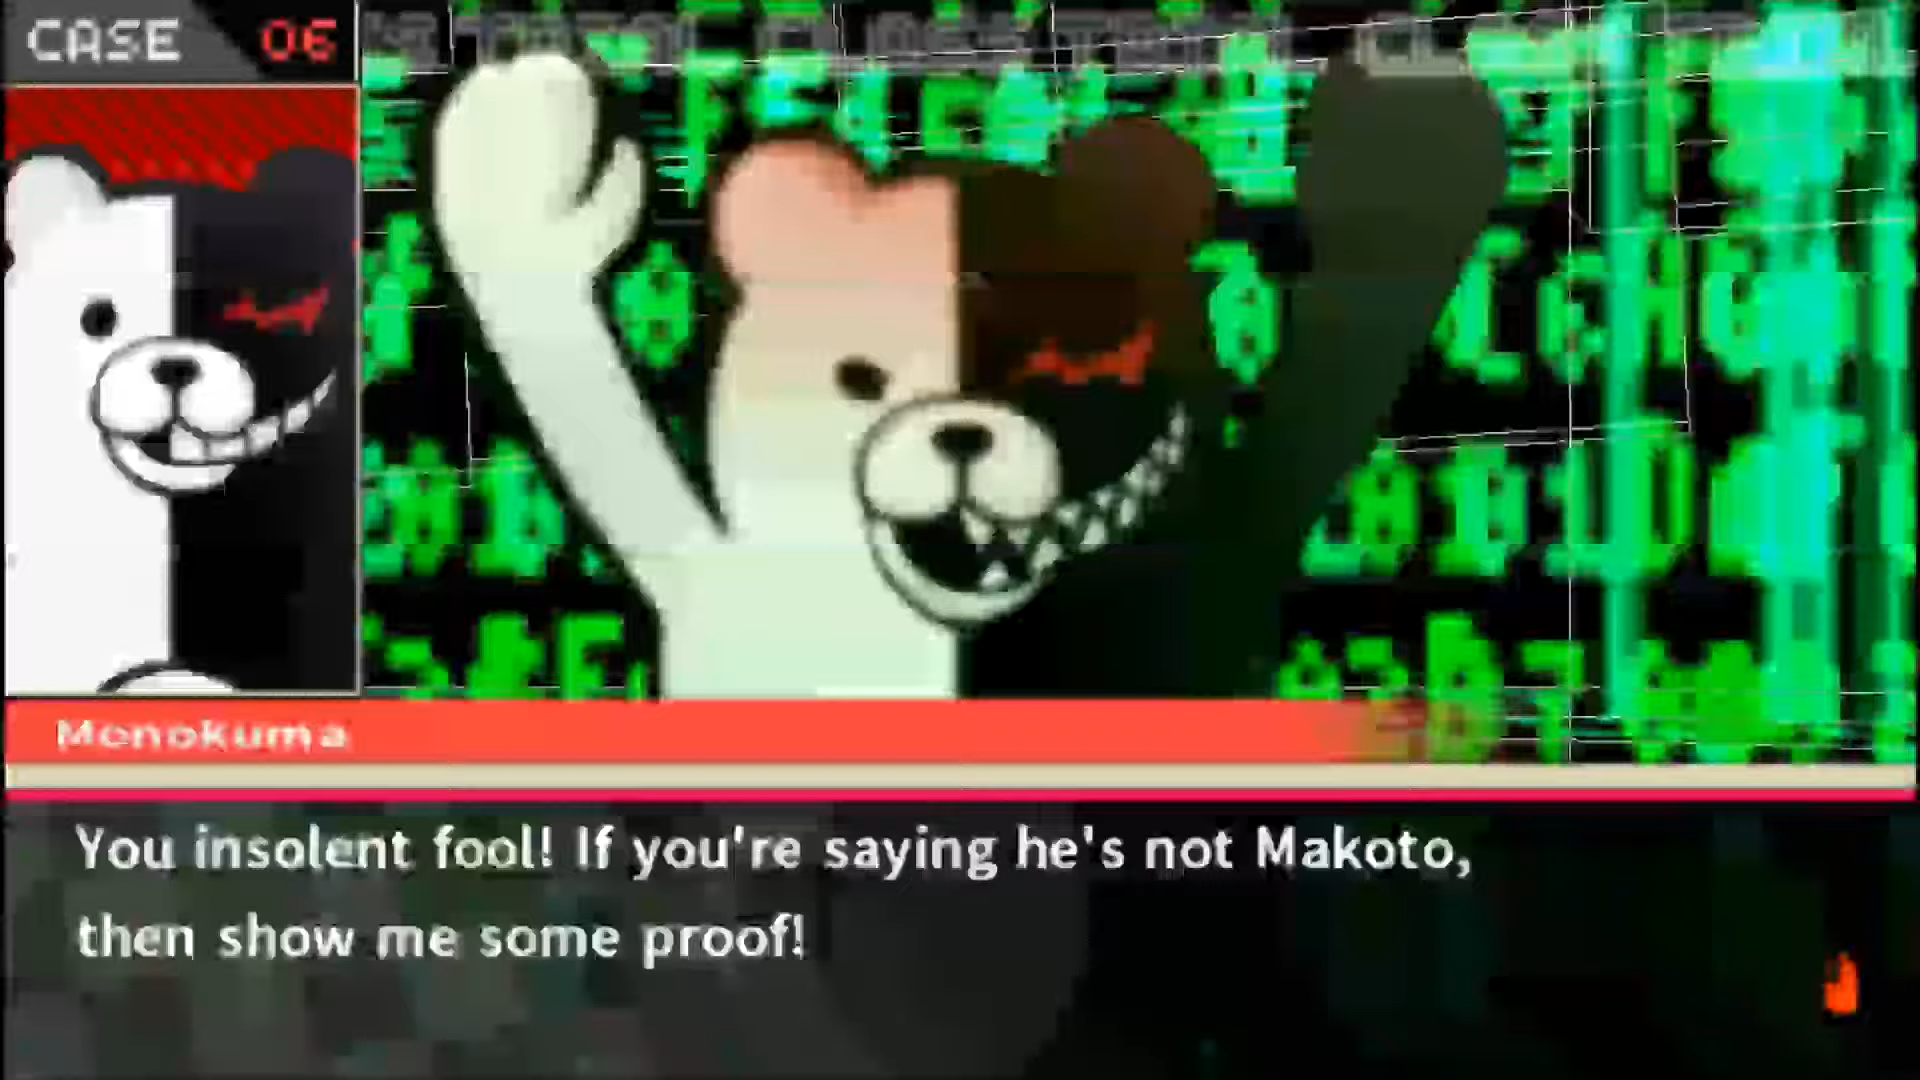 CASE 06
Monokuma
You insolent fool! If you're saying he's not Makoto,
then show me some proof!